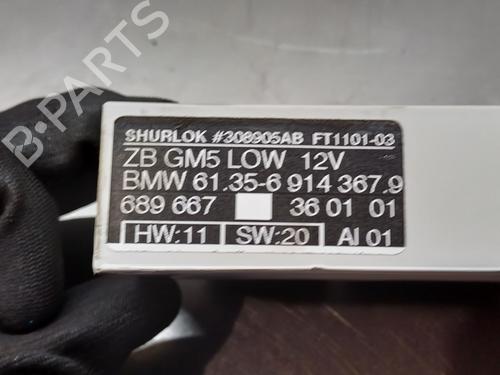 B-PARTS
SHURLOK #308905AB FT1101-03
ZB GM5 LOW 12V
BMW 61.35-6 914 367.9
689 667 36 01 01
HW:11 SW:20 AI 01